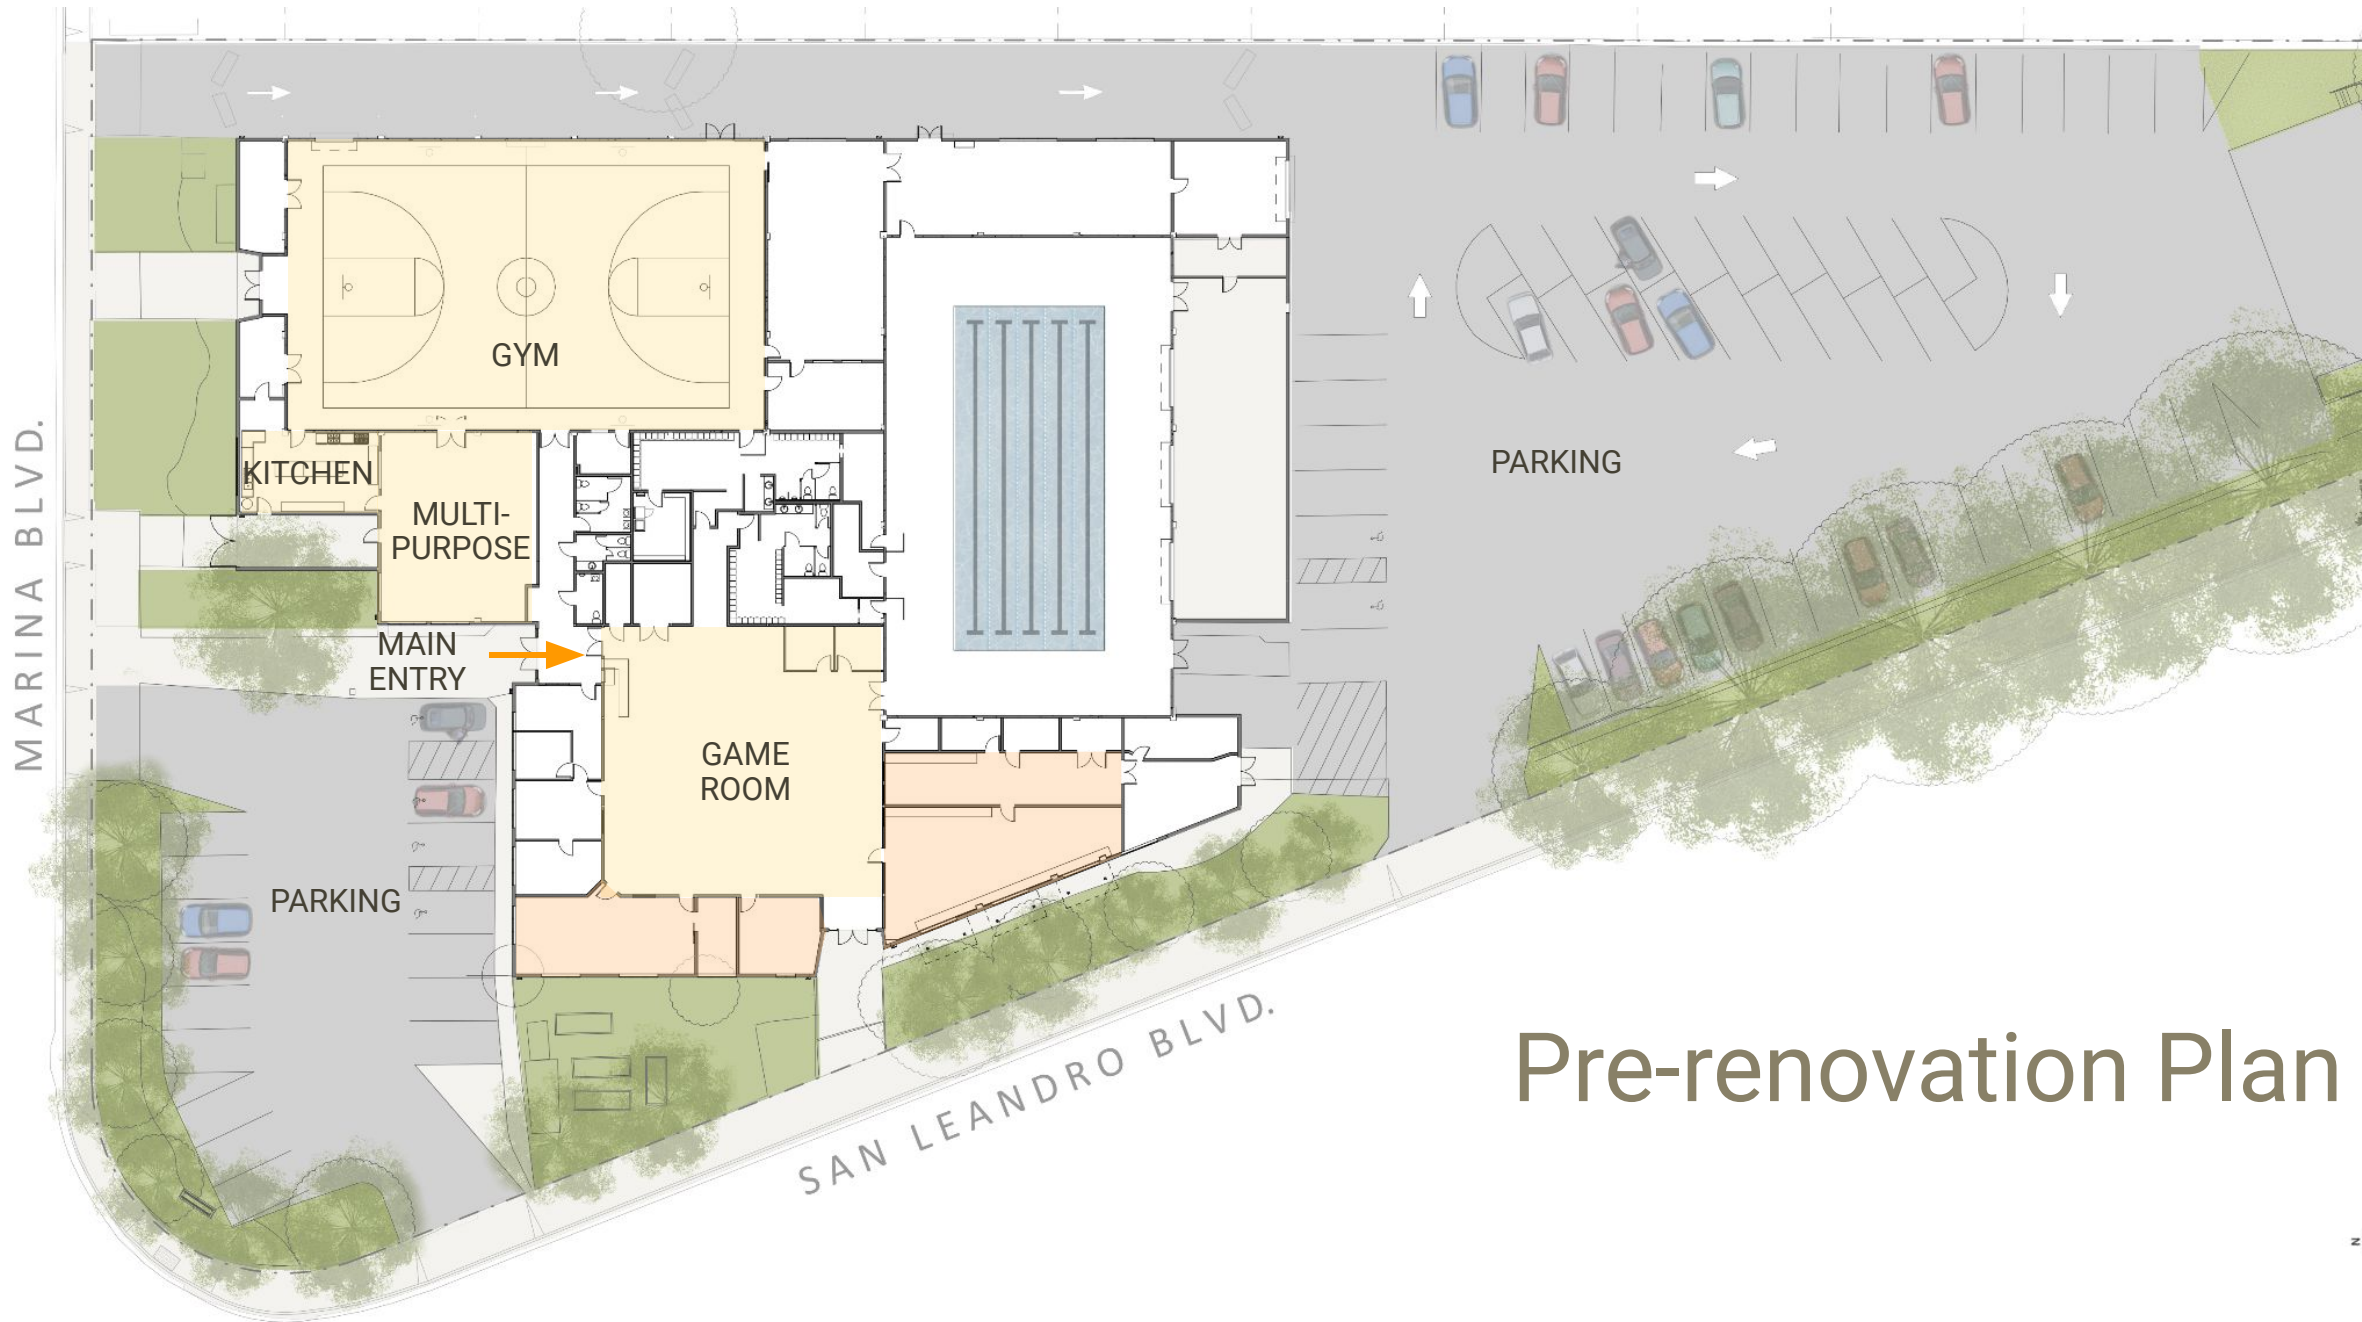 GYM
MARINA BLVD.
KITCHEN
MULTI-
PURPOSE
PARKING
MAIN
ENTRY
GAME
ROOM
PARKING
SAN LEANDRO BLVD.
Pre-renovation Plan
Z